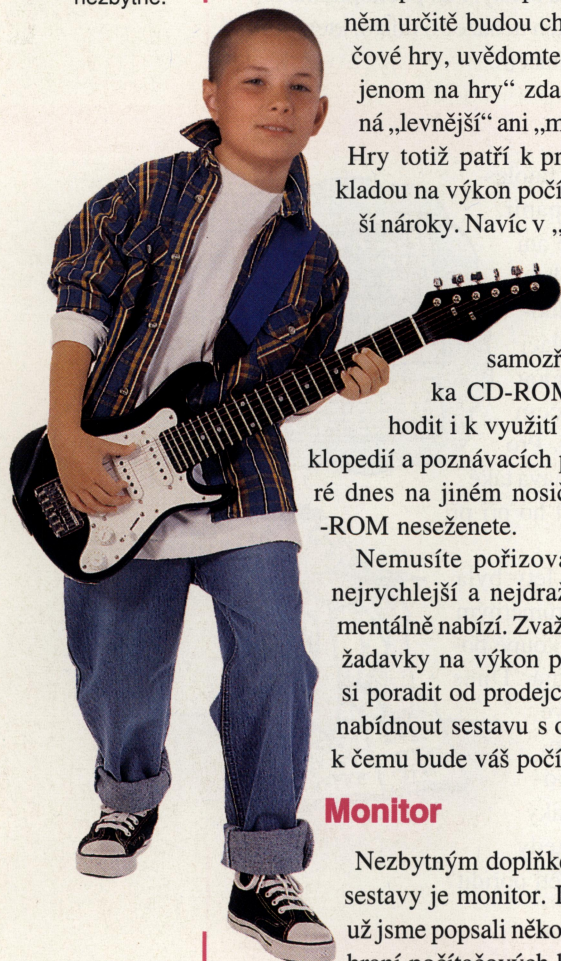 nezbytné.
něm určitě budou ch
čové hry, uvědomte
jenom na hry“ zda
ná „levnější“ ani „m
Hry totiž patří k pr
kladou na výkon počí
ší nároky. Navíc v „
samozř
ka CD-ROM
hodit i k využití
klopedií a poznávacích p
ré dnes na jiném nosič
-ROM neseženete.
Nemusíte pořizova
nejrychlejší a nejdraž
mentálně nabízí. Zvaž
žadavky na výkon p
si poradit od prodejc
nabídnout sestavu s o
k čemu bude váš počí
Monitor
Nezbytným doplňko
sestavy je monitor. I
už jsme popsali něko